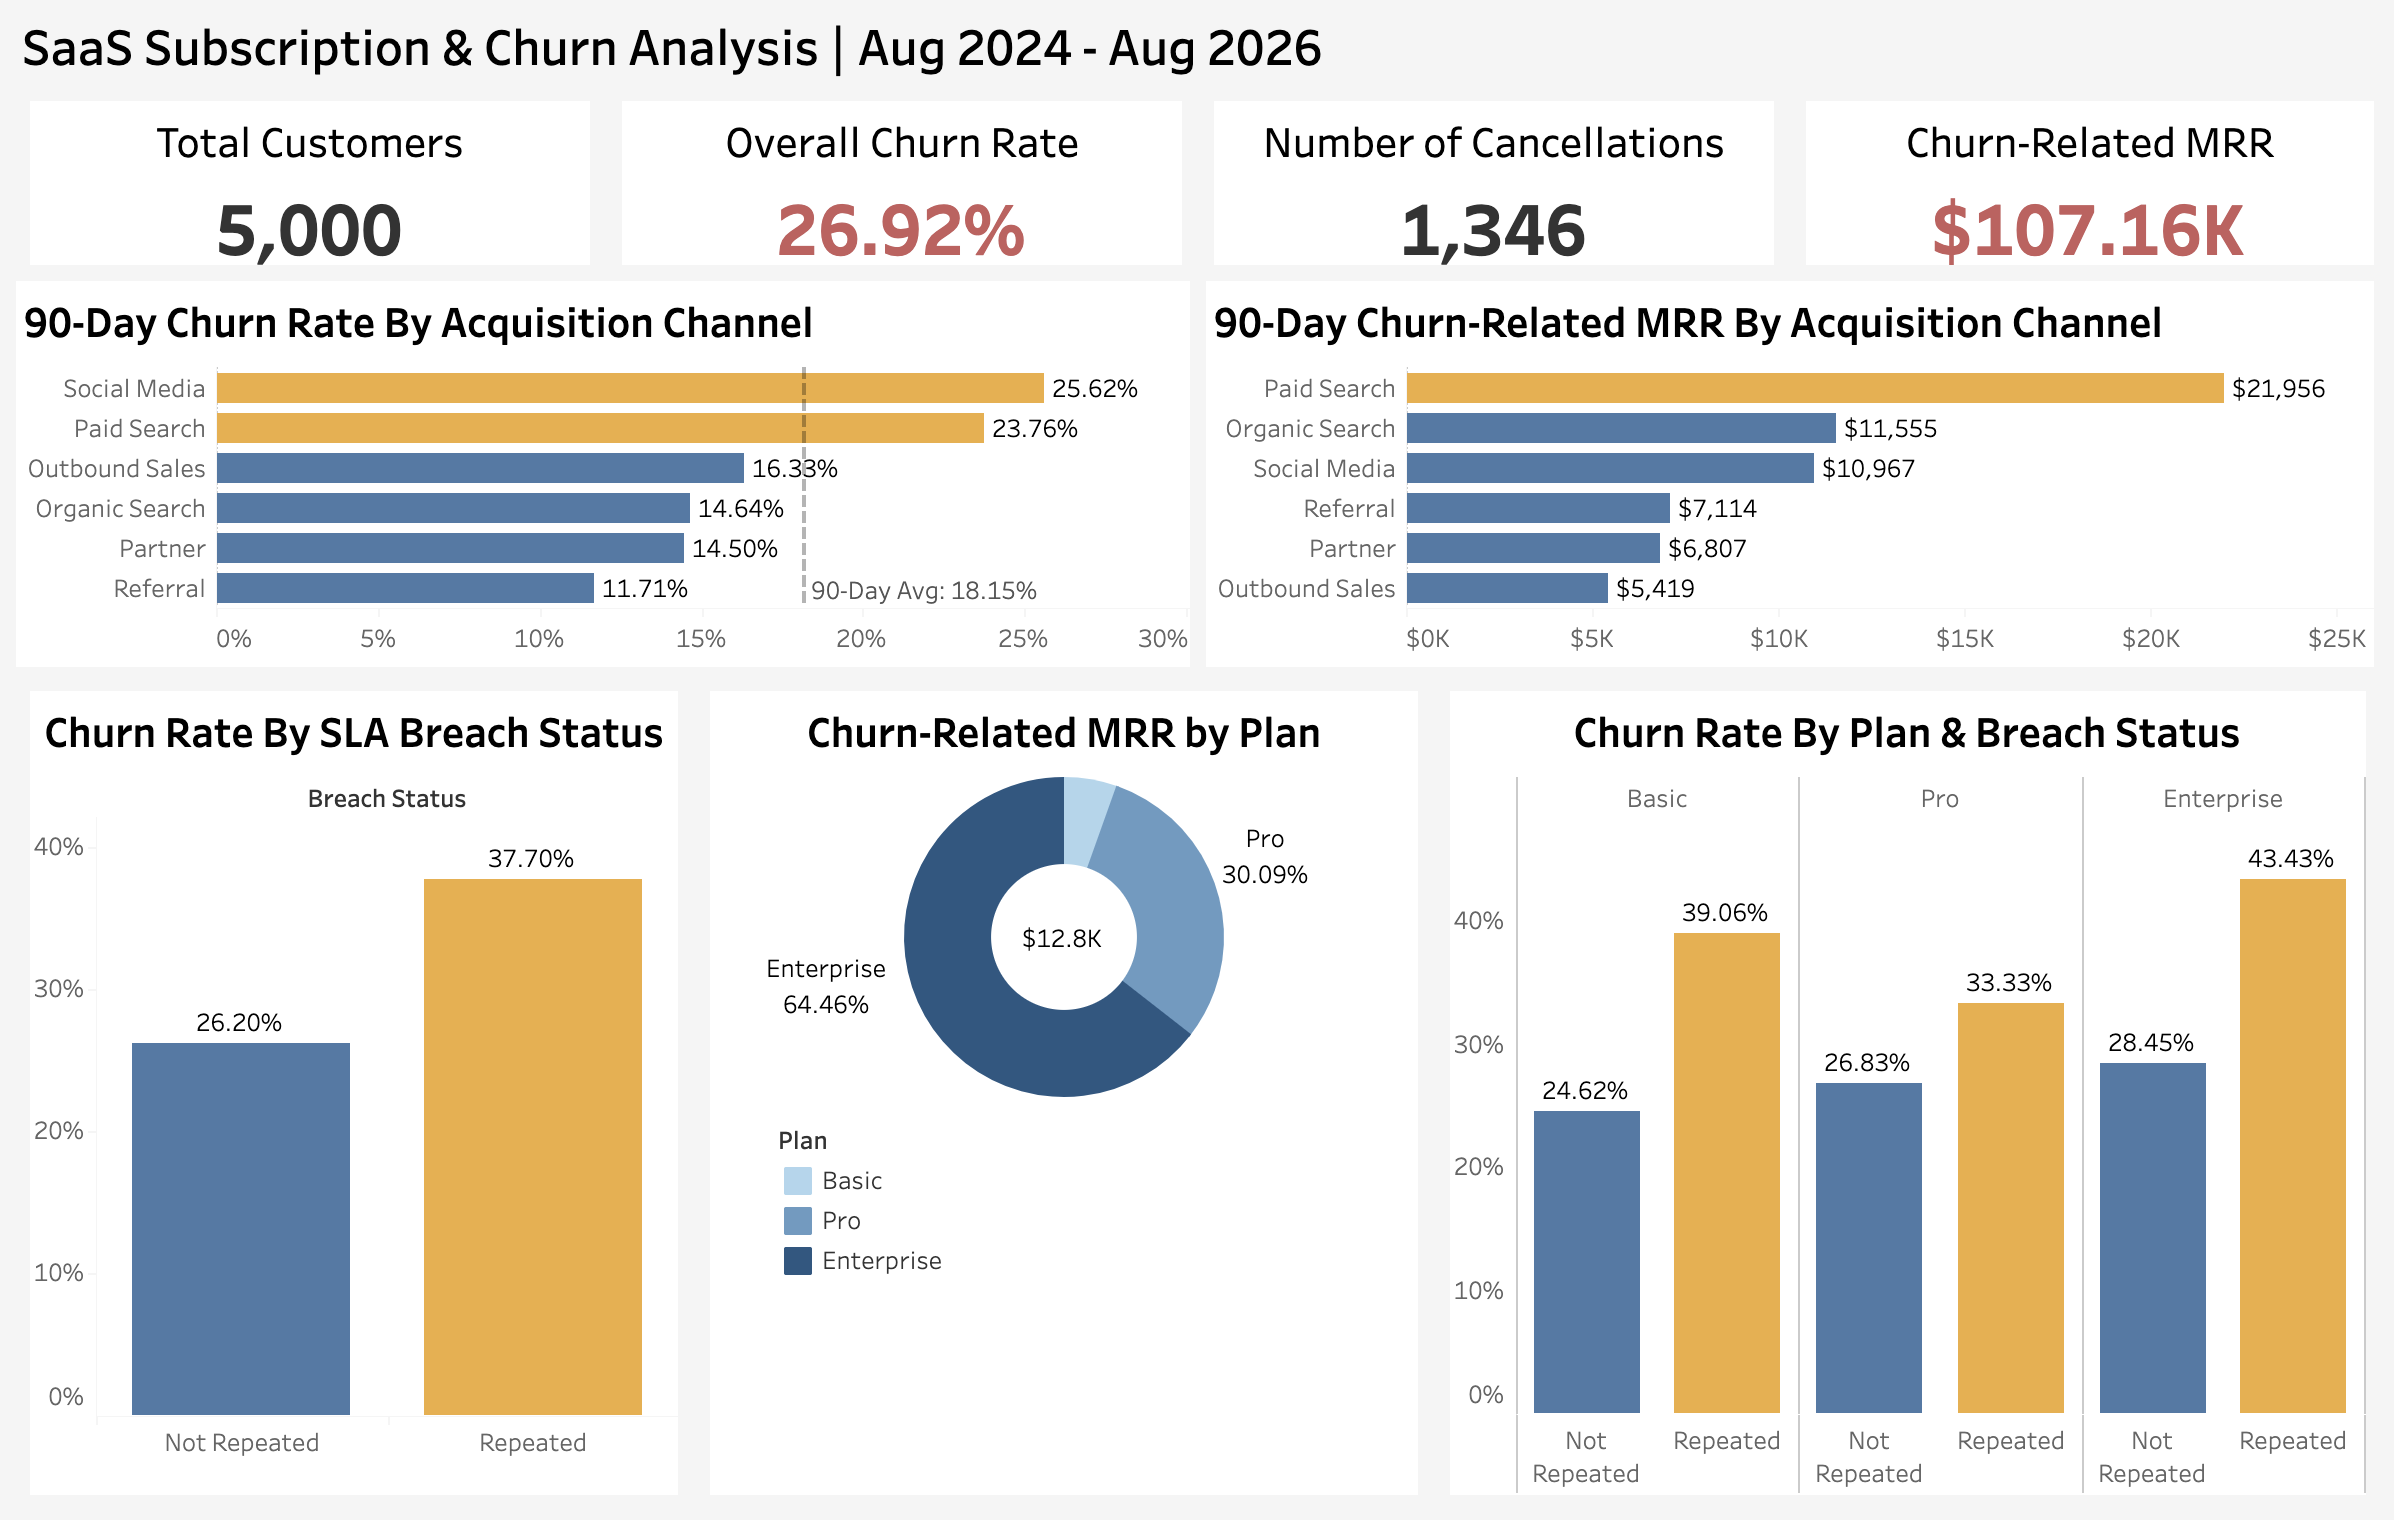 SaaS Subscription & Churn Analysis | Aug 2024 - Aug 2026
Total Customers
5,000
Overall Churn Rate
26.92%
Number of Cancellations
1,346
Churn-Related MRR
$107.16K
90-Day Churn Rate By Acquisition Channel
Social Media
25.62%
Paid Search
23.76%
Outbound Sales
16.33%
Organic Search
14.64%
Partner
14.50%
Referral
11.71%
90-Day Avg: 18.15%
0% 5% 10% 15% 20% 25% 30%
90-Day Churn-Related MRR By Acquisition Channel
Paid Search
$21,956
Organic Search
$11,555
Social Media
$10,967
Referral
$7,114
Partner
$6,807
Outbound Sales
$5,419
$0K $5K $10K $15K $20K $25K
Churn Rate By SLA Breach Status
Breach Status
40%
30%
20%
10%
0%
26.20%
37.70%
Not Repeated
Repeated
Churn-Related MRR by Plan
Pro
30.09%
$12.8K
Enterprise
64.46%
Plan
Basic
Pro
Enterprise
Churn Rate By Plan & Breach Status
Basic
Pro
Enterprise
40%
30%
20%
10%
0%
24.62%
39.06%
26.83%
33.33%
28.45%
43.43%
Not
Repeated
Repeated
Not
Repeated
Repeated
Not
Repeated
Repeated